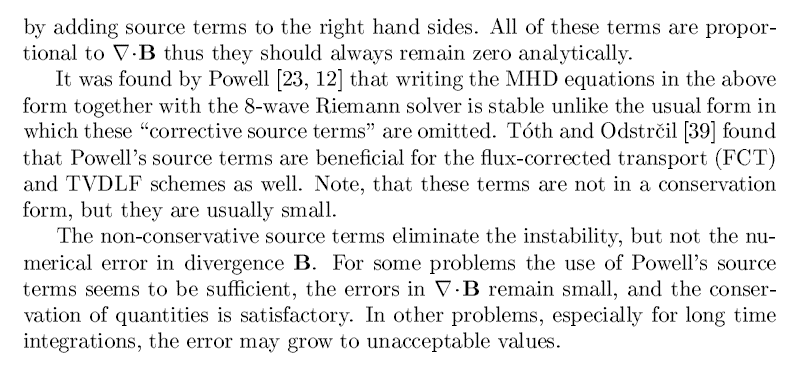 by adding source terms to the right hand sides. All of these terms are propor-
tional to ∇·B thus they should always remain zero analytically.
It was found by Powell [23, 12] that writing the MHD equations in the above
form together with the 8-wave Riemann solver is stable unlike the usual form in
which these “corrective source terms” are omitted. Tóth and Odstrčil [39] found
that Powell’s source terms are beneficial for the flux-corrected transport (FCT)
and TVDLF schemes as well. Note, that these terms are not in a conservation
form, but they are usually small.
The non-conservative source terms eliminate the instability, but not the nu-
merical error in divergence B. For some problems the use of Powell’s source
terms seems to be sufficient, the errors in ∇·B remain small, and the conser-
vation of quantities is satisfactory. In other problems, especially for long time
integrations, the error may grow to unacceptable values.